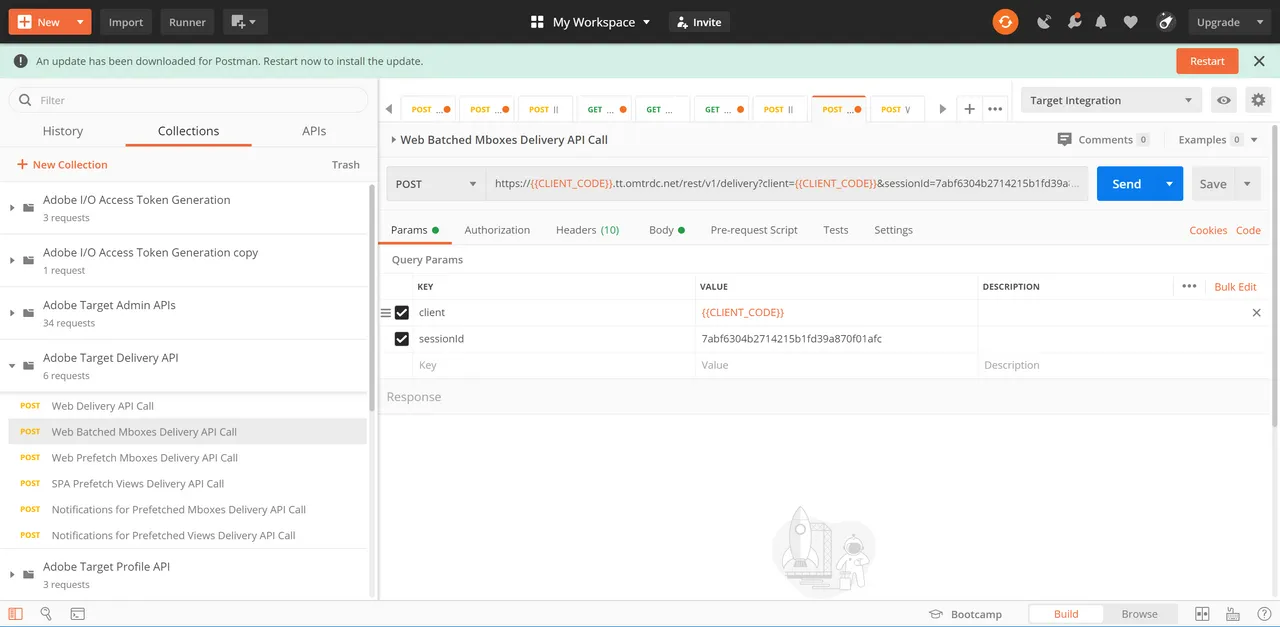 New Import Runner My Workspace Invite Upgrade
An update has been downloaded for Postman. Restart now to install the update. Restart
Filter
History Collections APIs
New Collection Trash
Adobe I/O Access Token Generation
3 requests
Adobe I/O Access Token Generation copy
1 request
Adobe Target Admin APIs
34 requests
Adobe Target Delivery API
6 requests
POST Web Delivery API Call
POST Web Batched Mboxes Delivery API Call
POST Web Prefetch Mboxes Delivery API Call
POST SPA Prefetch Views Delivery API Call
POST Notifications for Prefetched Mboxes Delivery API Call
POST Notifications for Prefetched Views Delivery API Call
Adobe Target Profile API
3 requests
POST ... POST ... POST || GET ... GET ... GET ... POST || POST ... POST V
Target Integration
Web Batched Mboxes Delivery API Call Comments 0 Examples 0
POST https://{{CLIENT_CODE}}.tt.omtrdc.net/rest/v1/delivery?client={{CLIENT_CODE}}&sessionId=7abf6304b2714215b1fd39a... Send Save
Params Authorization Headers (10) Body Pre-request Script Tests Settings Cookies Code
Query Params
KEY VALUE DESCRIPTION Bulk Edit
client {{CLIENT_CODE}}
sessionId 7abf6304b2714215b1fd39a870f01afc
Key Value Description
Response
Bootcamp Build Browse